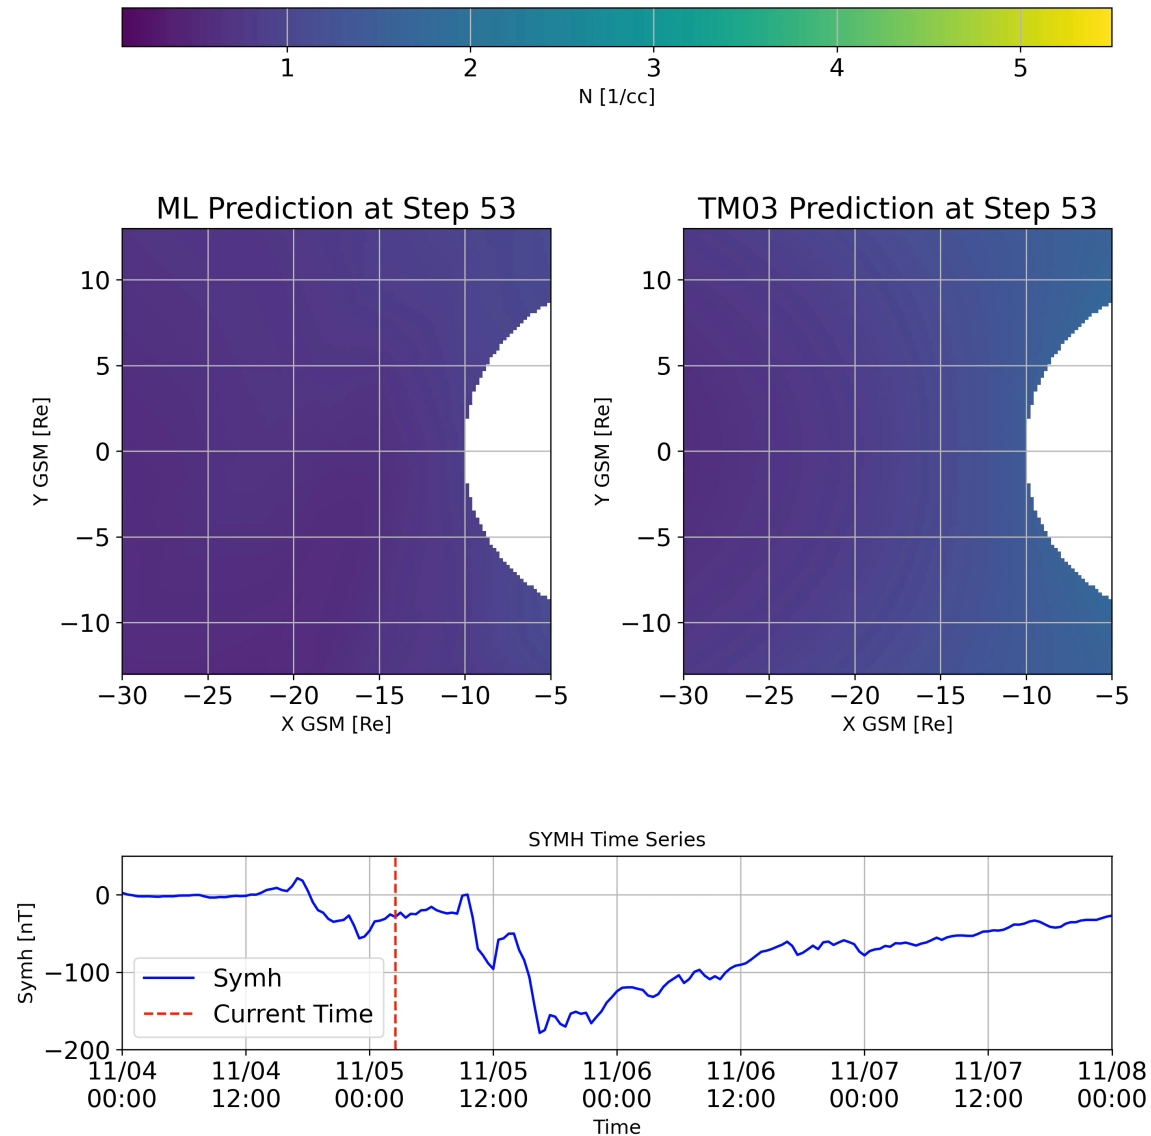 1 2 3 4 5
N [1/cc]
ML Prediction at Step 53
TM03 Prediction at Step 53
10
5
0
−5
−10
Y GSM [Re]
−30 −25 −20 −15 −10 −5
X GSM [Re]
10
5
0
−5
−10
Y GSM [Re]
−30 −25 −20 −15 −10 −5
X GSM [Re]
SYMH Time Series
0
−100
−200
Symh [nT]
Symh
Current Time
11/04 11/04 11/05 11/05 11/06 11/06 11/07 11/07 11/08
00:00 12:00 00:00 12:00 00:00 12:00 00:00 12:00 00:00
Time